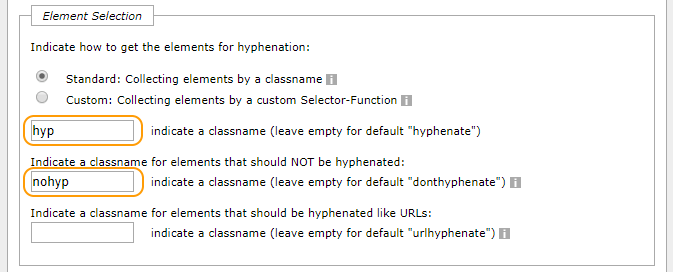 Element Selection
Indicate how to get the elements for hyphenation:
Standard: Collecting elements by a classname i
Custom: Collecting elements by a custom Selector-Function i
hyp indicate a classname (leave empty for default "hyphenate")
Indicate a classname for elements that should NOT be hyphenated:
nohyp indicate a classname (leave empty for default "donthyphenate") i
Indicate a classname for elements that should be hyphenated like URLs:
indicate a classname (leave empty for default "urlhyphenate") i